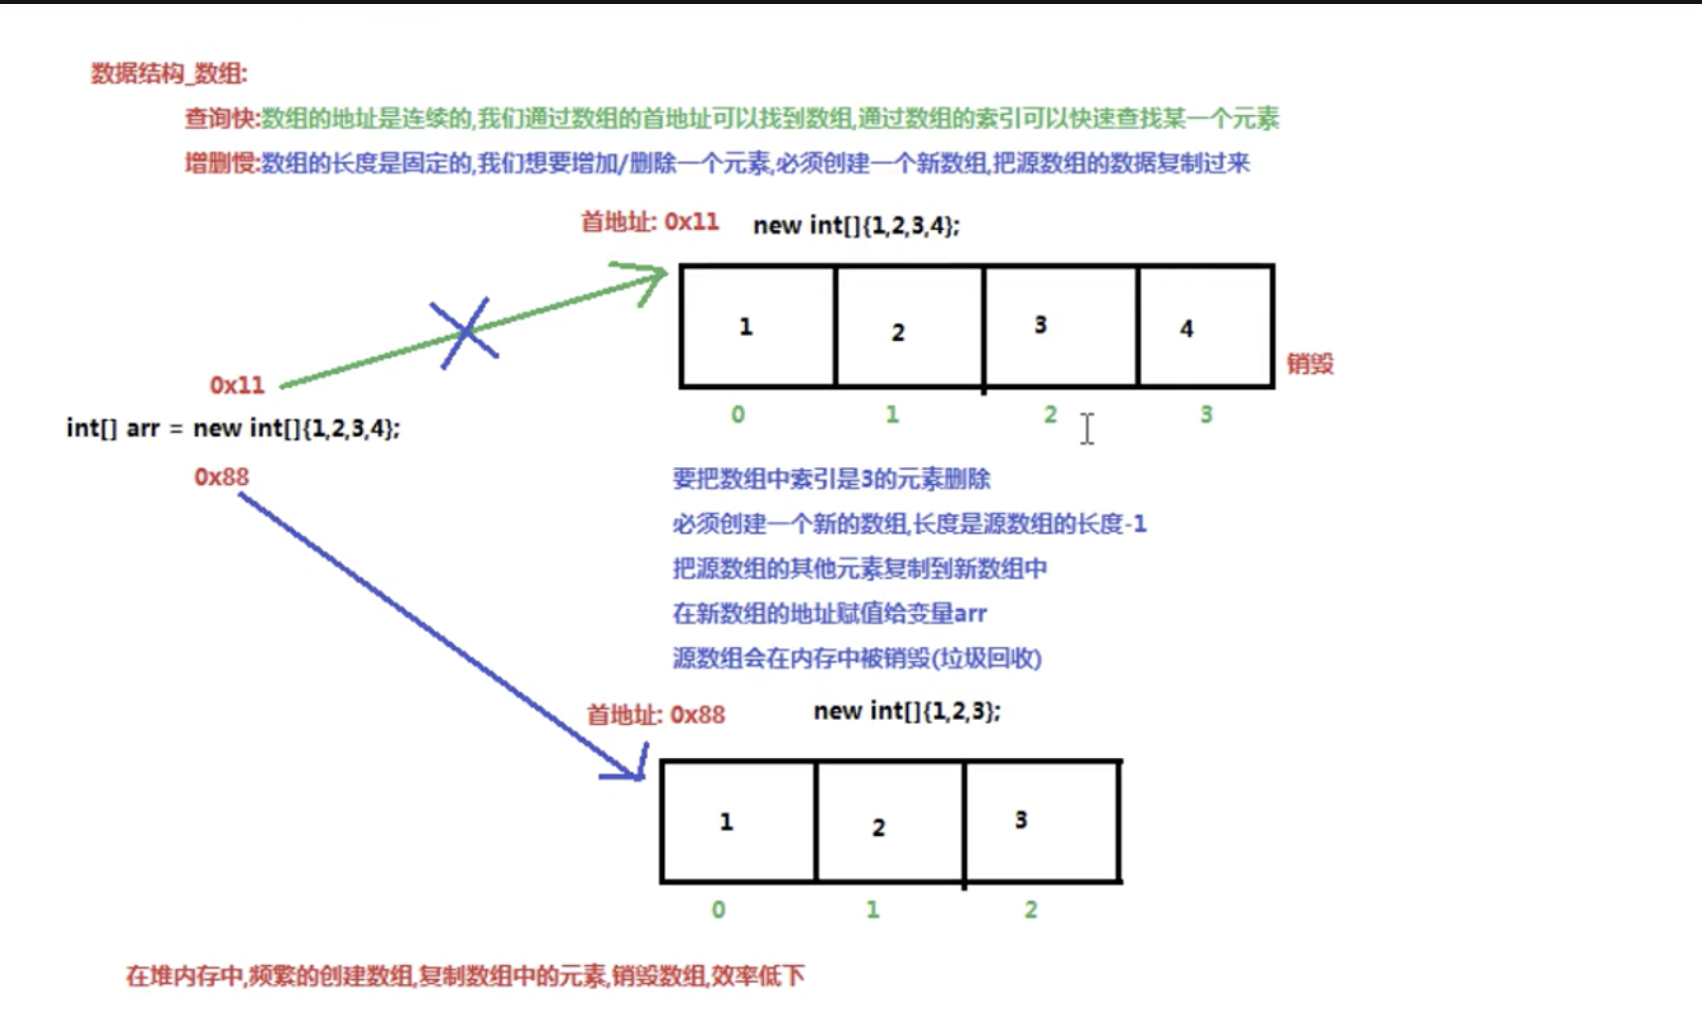 数据结构_数组:
查询快:数组的地址是连续的,我们通过数组的首地址可以找到数组,通过数组的索引可以快速查找某一个元素
增删慢:数组的长度是固定的,我们想要增加/删除一个元素,必须创建一个新数组,把源数组的数据复制过来
首地址: 0x11 new int[]{1,2,3,4};
1 2 3 4
销毁
0x11
0 1 2 3
int[] arr = new int[]{1,2,3,4};
0x88
要把数组中索引是3的元素删除
必须创建一个新的数组,长度是源数组的长度-1
把源数组的其他元素复制到新数组中
在新数组的地址赋值给变量arr
源数组会在内存中被销毁(垃圾回收)
首地址: 0x88 new int[]{1,2,3};
1 2 3
0 1 2
在堆内存中,频繁的创建数组,复制数组中的元素,销毁数组,效率低下